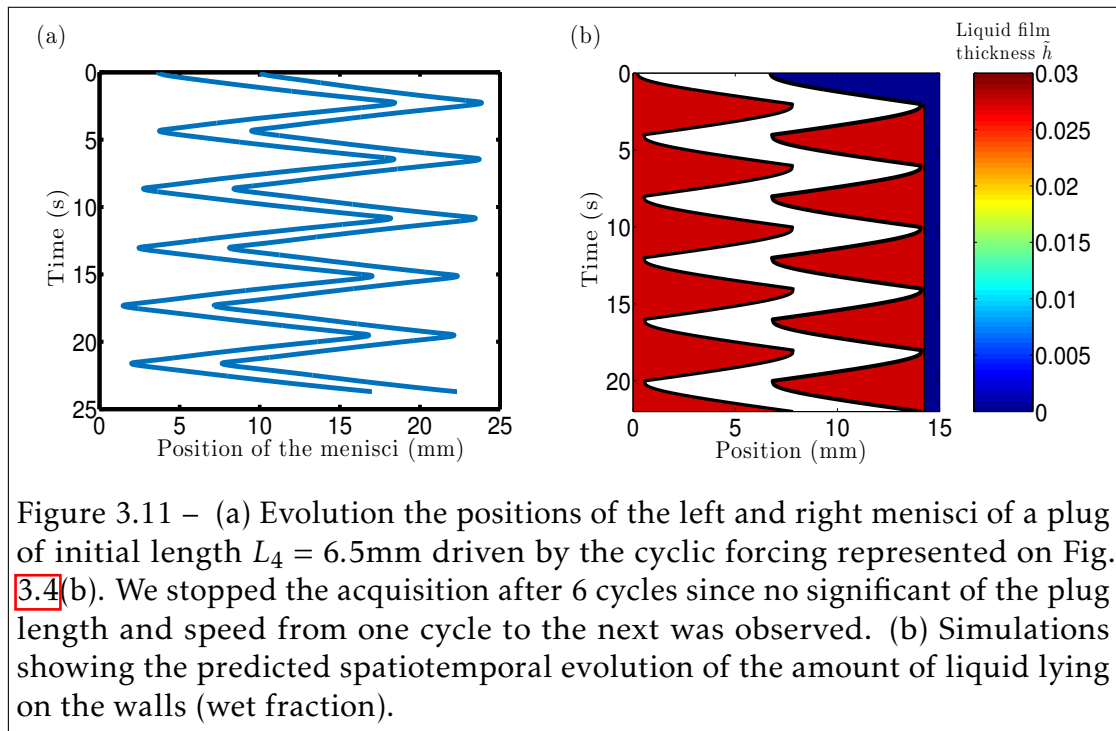 (a)
(b)
Liquid film
thickness h̃
0
5
10
15
20
25
Time (s)
0 5 10 15 20 25
Position of the menisci (mm)
0
5
10
15
20
Time (s)
0 5 10 15
Position (mm)
0.03
0.025
0.02
0.015
0.01
0.005
0
Figure 3.11 – (a) Evolution the positions of the left and right menisci of a plug
of initial length L₄ = 6.5mm driven by the cyclic forcing represented on Fig.
3.4(b). We stopped the acquisition after 6 cycles since no significant of the plug
length and speed from one cycle to the next was observed. (b) Simulations
showing the predicted spatiotemporal evolution of the amount of liquid lying
on the walls (wet fraction).